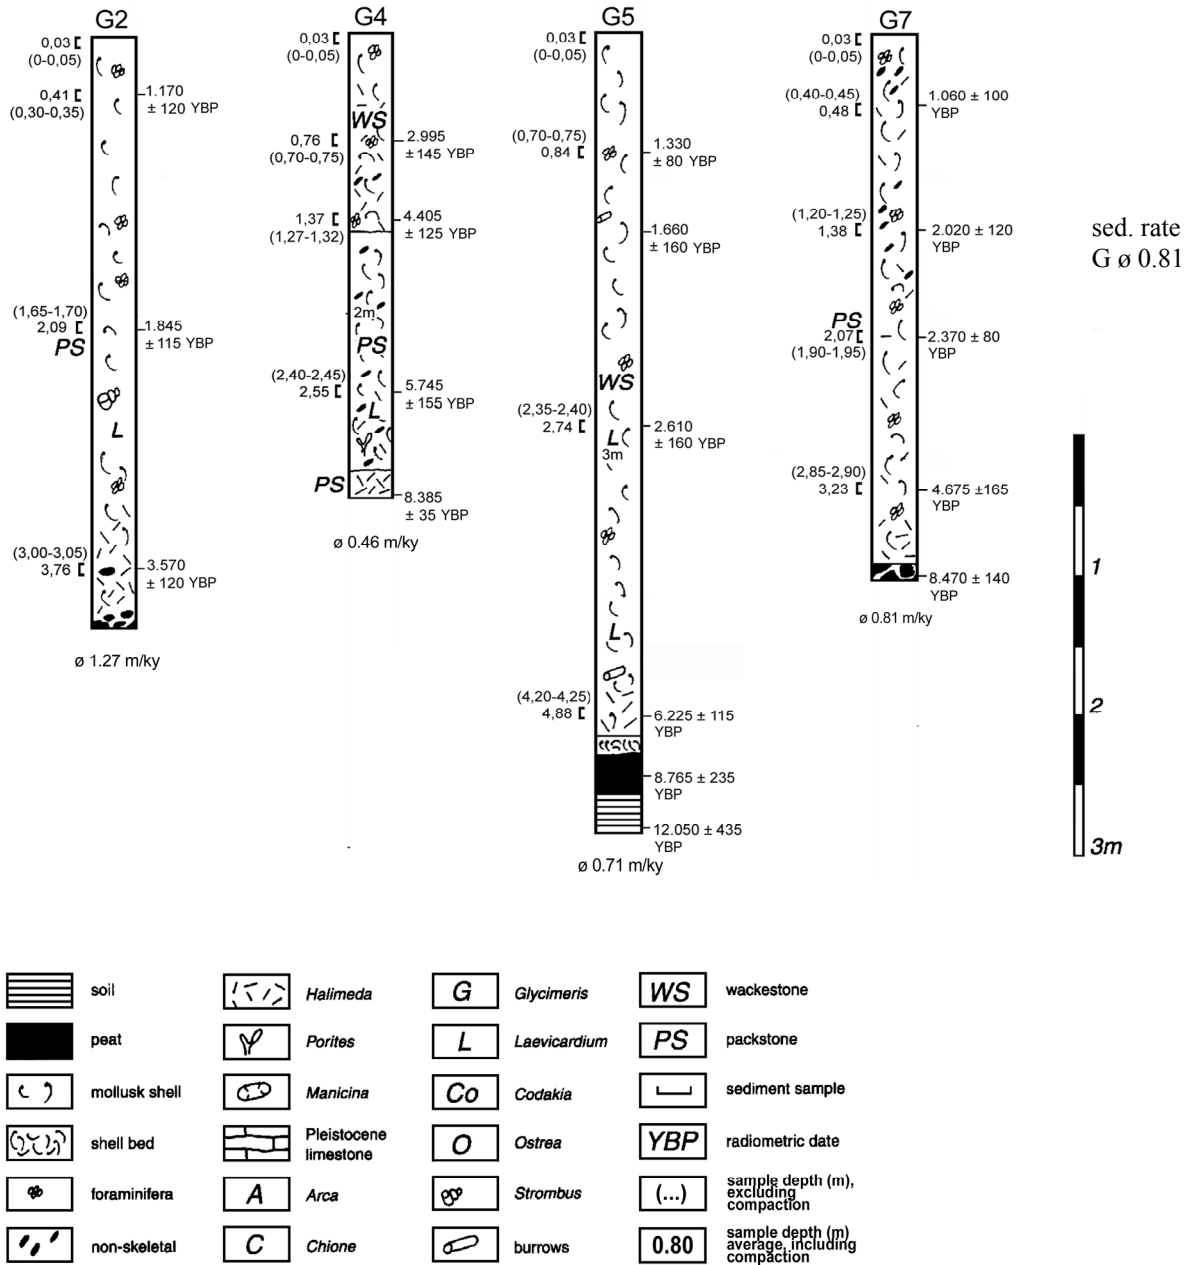 G2
0,03
(0-0,05)
0,41
(0,30-0,35)
1.170
± 120 YBP
(1,65-1,70)
2,09
PS
1.845
± 115 YBP
L
(3,00-3,05)
3,76
3.570
± 120 YBP
ø 1.27 m/ky
G4
0,03
(0-0,05)
WS
0,76
(0,70-0,75)
2.995
± 145 YBP
1,37
(1,27-1,32)
4.405
± 125 YBP
2m
PS
(2,40-2,45)
2,55
5.745
± 155 YBP
L
PS
8.385
± 35 YBP
ø 0.46 m/ky
G5
0,03
(0-0,05)
(0,70-0,75)
0,84
1.330
± 80 YBP
1.660
± 160 YBP
WS
(2,35-2,40)
2,74
L
3m
2.610
± 160 YBP
L
(4,20-4,25)
4,88
6.225 ± 115
YBP
8.765 ± 235
YBP
12.050 ± 435
YBP
ø 0.71 m/ky
G7
0,03
(0-0,05)
(0,40-0,45)
0,48
1.060 ± 100
YBP
(1,20-1,25)
1,38
2.020 ± 120
YBP
PS
2,07
(1,90-1,95)
2.370 ± 80
YBP
(2,85-2,90)
3,23
4.675 ±165
YBP
8.470 ± 140
YBP
ø 0.81 m/ky
sed. rate
G ø 0.81
1
2
3m
soil
peat
mollusk shell
shell bed
foraminifera
non-skeletal
Halimeda
Porites
Manicina
Pleistocene
limestone
A Arca
C Chione
G Glycimeris
L Laevicardium
Co Codakia
O Ostrea
Strombus
burrows
WS wackestone
PS packstone
sediment sample
YBP radiometric date
(...) sample depth (m),
excluding
compaction
0.80 sample depth (m)
average, including
compaction